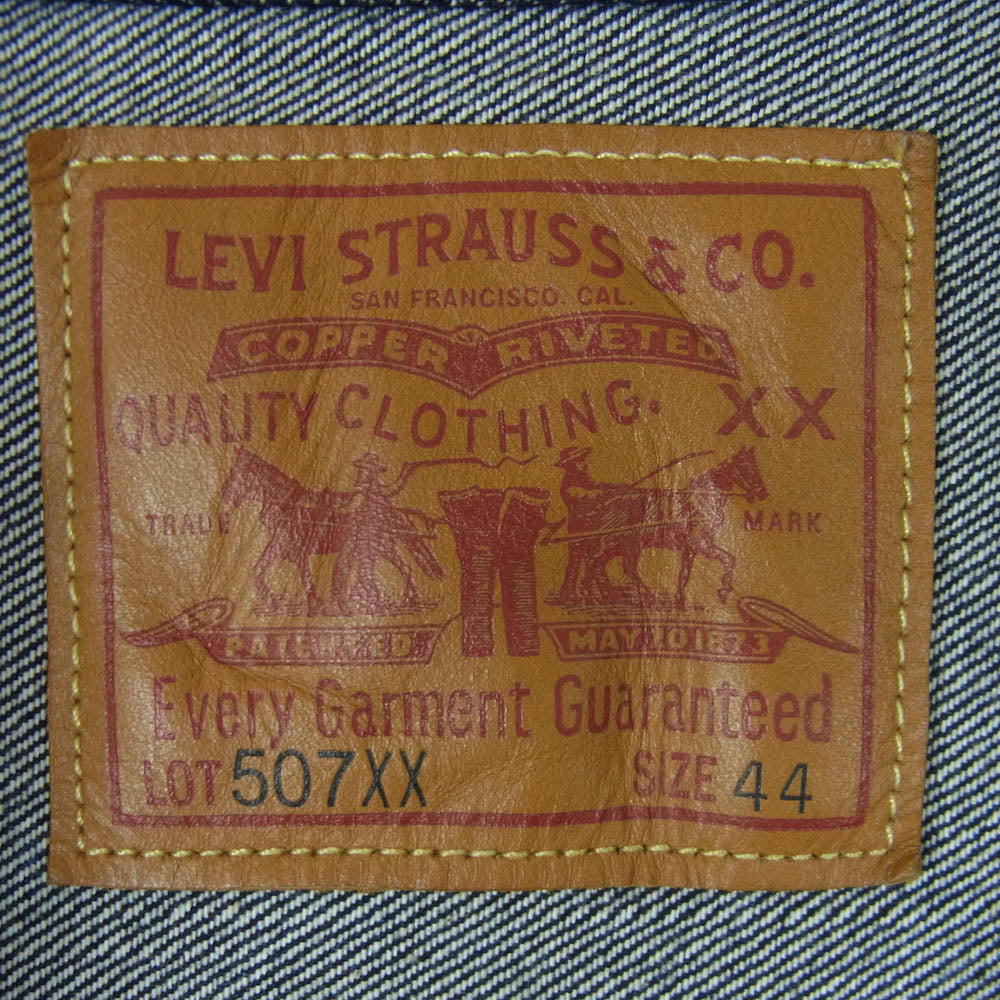 LEVI STRAUSS & CO.
SAN FRANCISCO. CAL.
COPPER RIVETED
QUALITY CLOTHING. XX
TRADE MARK
PATENTED MAY 20 1873
Every Garment Guaranteed
LOT 507XX SIZE 44